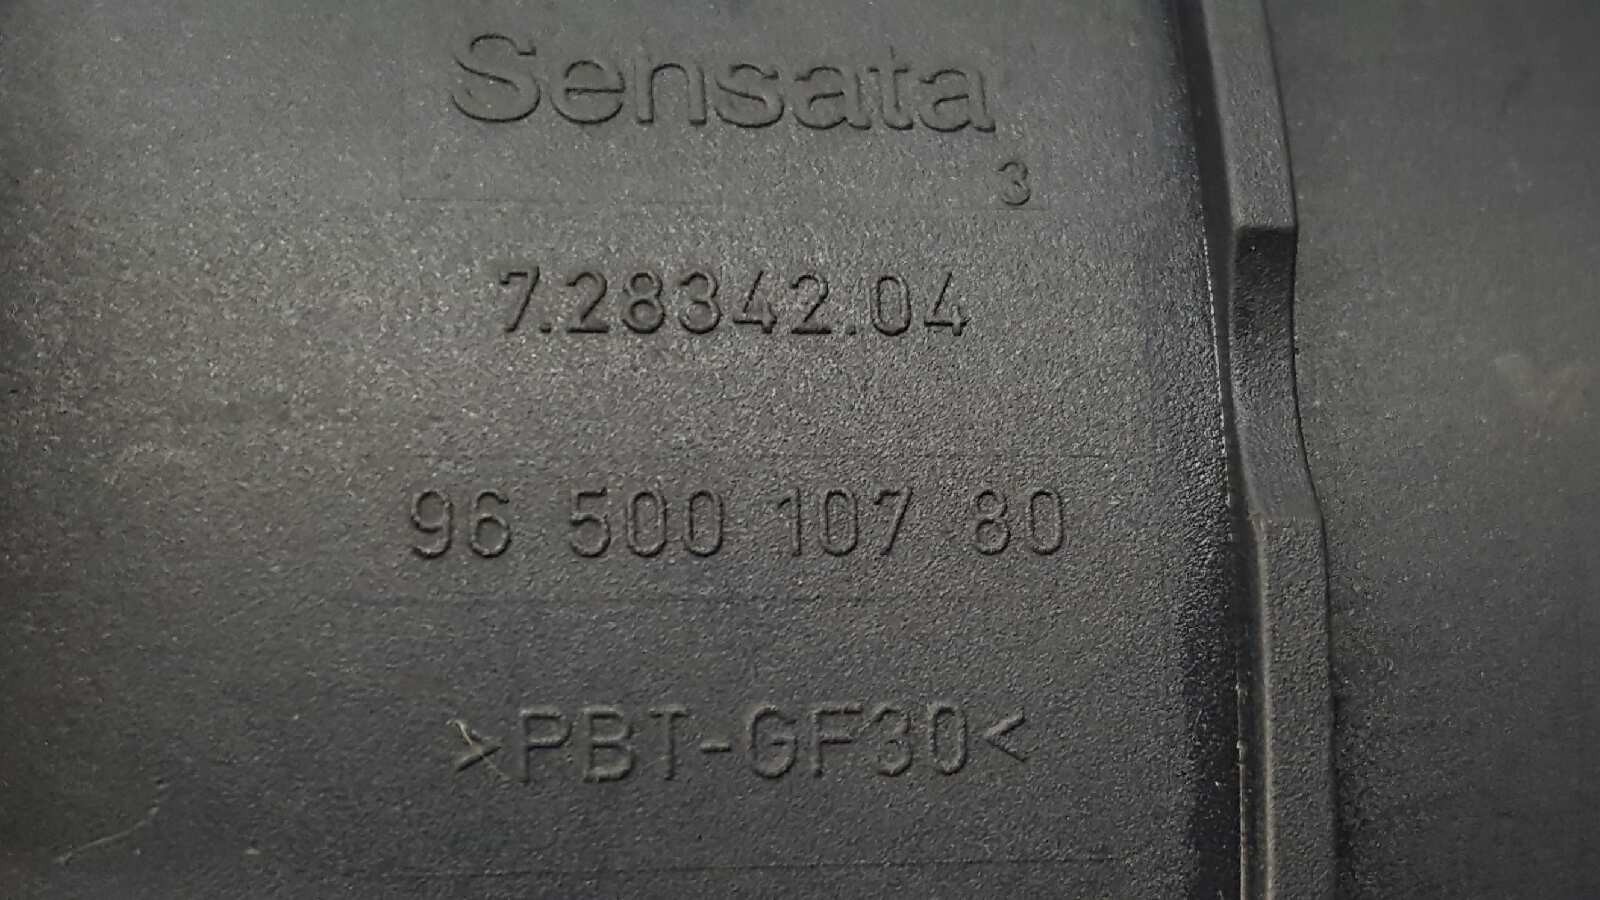 Sensata
3
7.28342.04
96 500 107 80
>PBT-GF30<